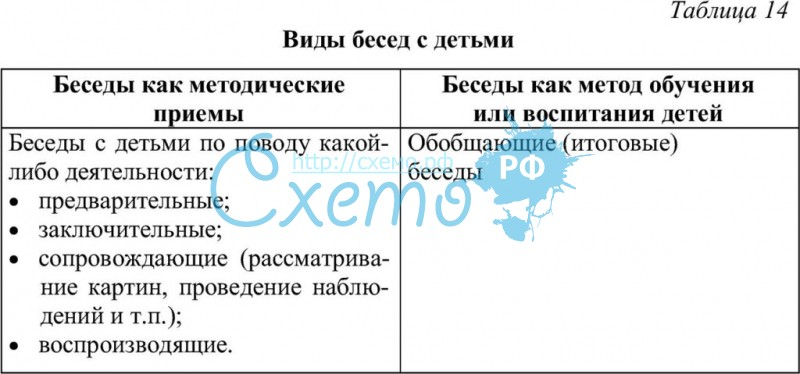 Таблица 14
Виды бесед с детьми
Беседы как методические
приемы
Беседы как метод обучения
или воспитания детей
Беседы с детьми по поводу какой-
либо деятельности:
• предварительные;
• заключительные;
• сопровождающие (рассматрива-
ние картин, проведение наблю-
дений и т.п.);
• воспроизводящие.
Обобщающие (итоговые)
беседы
http://схемо.рф
Схемо
РФ